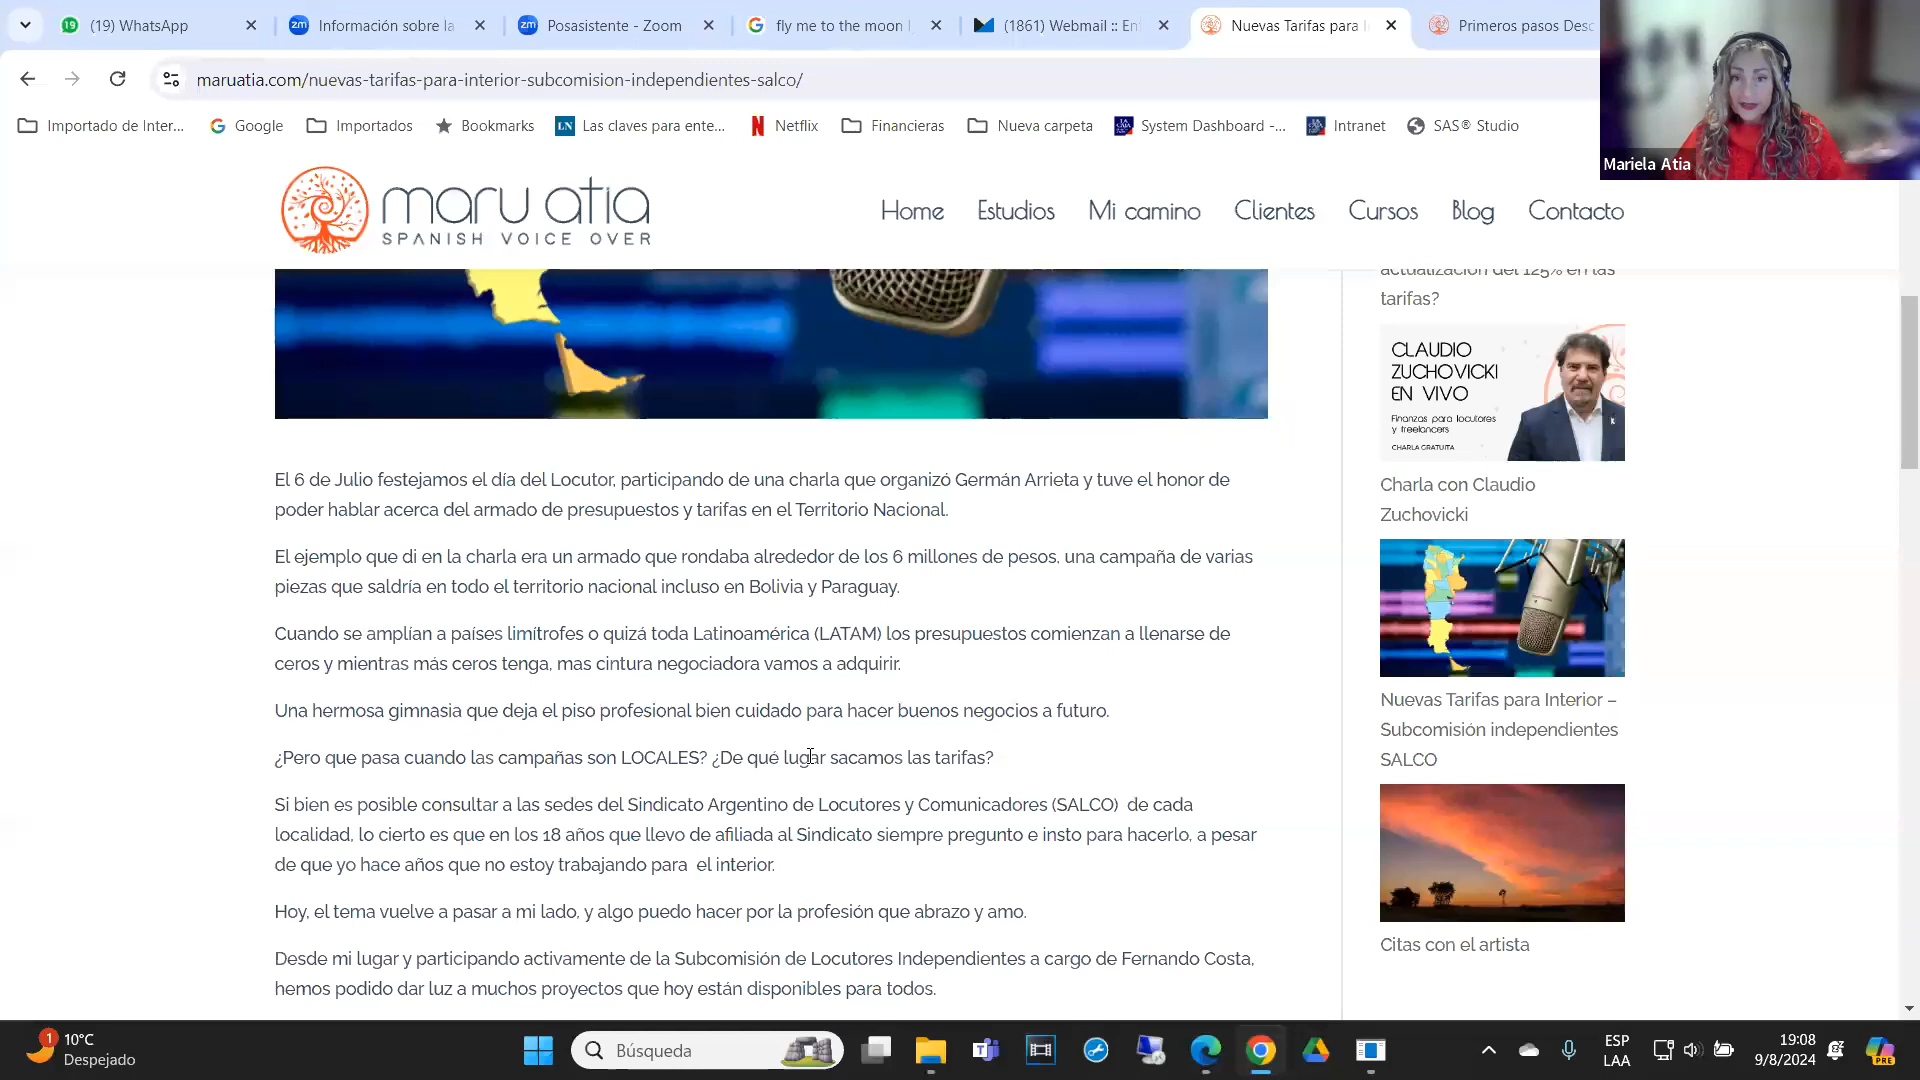 (19) WhatsApp
Información sobre la
Posasistente - Zoom
fly me to the moon
(1861) Webmail :: En
Nuevas Tarifas para I
Primeros pasos Desc
maruatia.com/nuevas-tarifas-para-interior-subcomision-independientes-salco/
Importado de Inter...
Google
Importados
Bookmarks
LN
Las claves para ente...
Netflix
Financieras
Nueva carpeta
System Dashboard -...
Intranet
SAS® Studio
Mariela Atia
maru atia
SPANISH VOICE OVER
Home
Estudios
Mi camino
Clientes
Cursos
Blog
Contacto
El 6 de Julio festejamos el día del Locutor, participando de una charla que organizó Germán Arrieta y tuve el honor de
poder hablar acerca del armado de presupuestos y tarifas en el Territorio Nacional.
El ejemplo que di en la charla era un armado que rondaba alrededor de los 6 millones de pesos, una campaña de varias
piezas que saldría en todo el territorio nacional incluso en Bolivia y Paraguay.
Cuando se amplían a países limítrofes o quizá toda Latinoamérica (LATAM) los presupuestos comienzan a llenarse de
ceros y mientras más ceros tenga, mas cintura negociadora vamos a adquirir.
Una hermosa gimnasia que deja el piso profesional bien cuidado para hacer buenos negocios a futuro.
¿Pero que pasa cuando las campañas son LOCALES? ¿De qué lugar sacamos las tarifas?
Si bien es posible consultar a las sedes del Sindicato Argentino de Locutores y Comunicadores (SALCO) de cada
localidad, lo cierto es que en los 18 años que llevo de afiliada al Sindicato siempre pregunto e insto para hacerlo, a pesar
de que yo hace años que no estoy trabajando para el interior.
Hoy, el tema vuelve a pasar a mi lado, y algo puedo hacer por la profesión que abrazo y amo.
Desde mi lugar y participando activamente de la Subcomisión de Locutores Independientes a cargo de Fernando Costa,
hemos podido dar luz a muchos proyectos que hoy están disponibles para todos.
actualización del 125% en las
tarifas?
CLAUDIO
ZUCHOVICKI
EN VIVO
Finanzas para locutores
y freelancers
CHARLA GRATUITA
Charla con Claudio
Zuchovicki
Nuevas Tarifas para Interior –
Subcomisión independientes
SALCO
Citas con el artista
1
10°C
Despejado
Búsqueda
ESP
LAA
19:08
9/8/2024
PRE